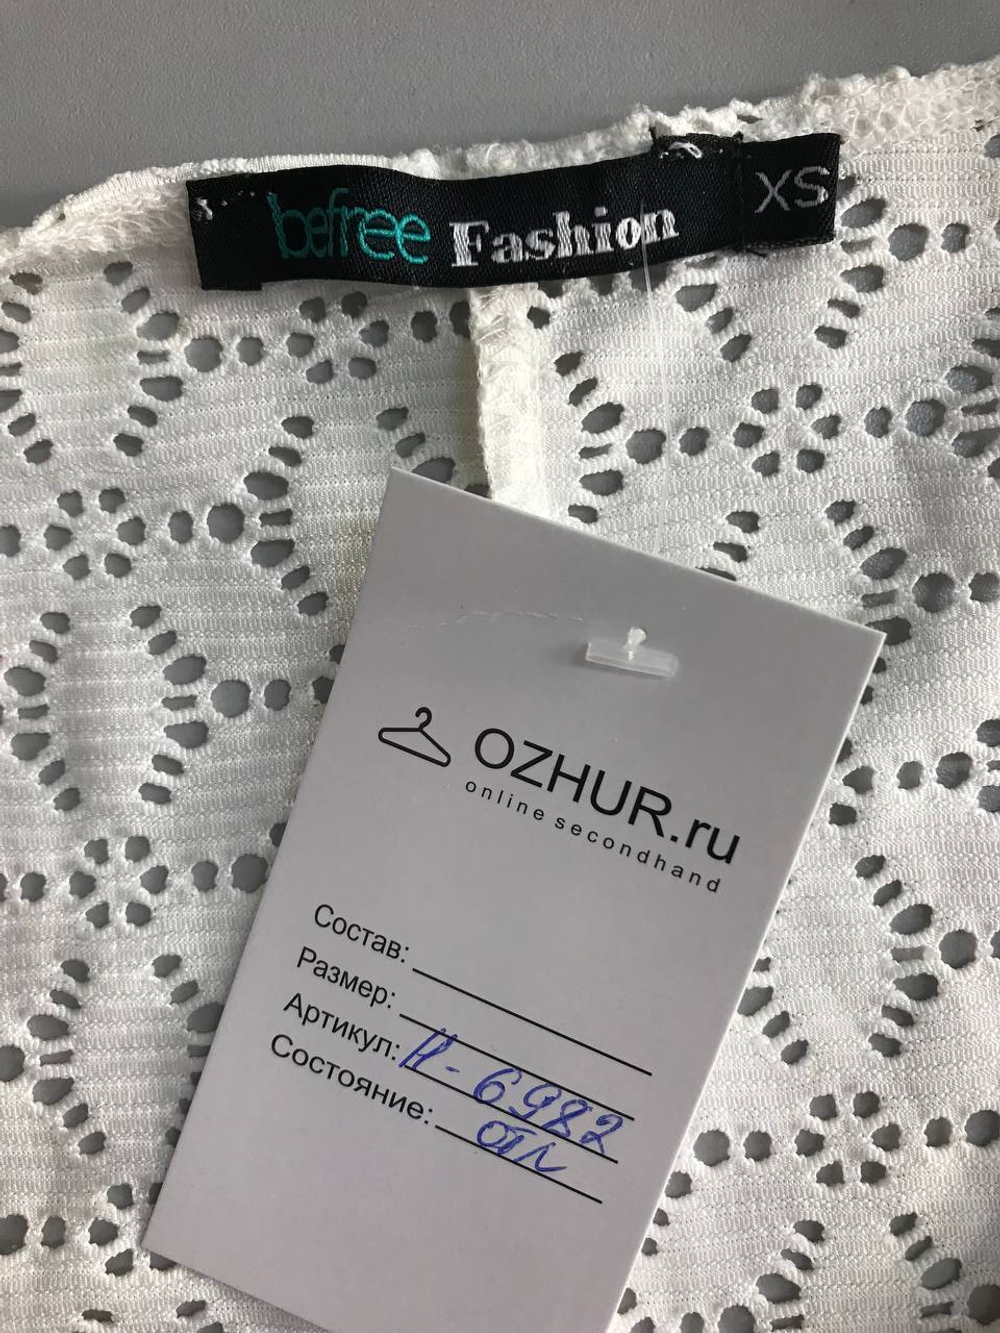 befree Fashion XS
OZHUR.ru
online secondhand
Состав:
Размер:
Артикул: Н-6982
Состояние: отл